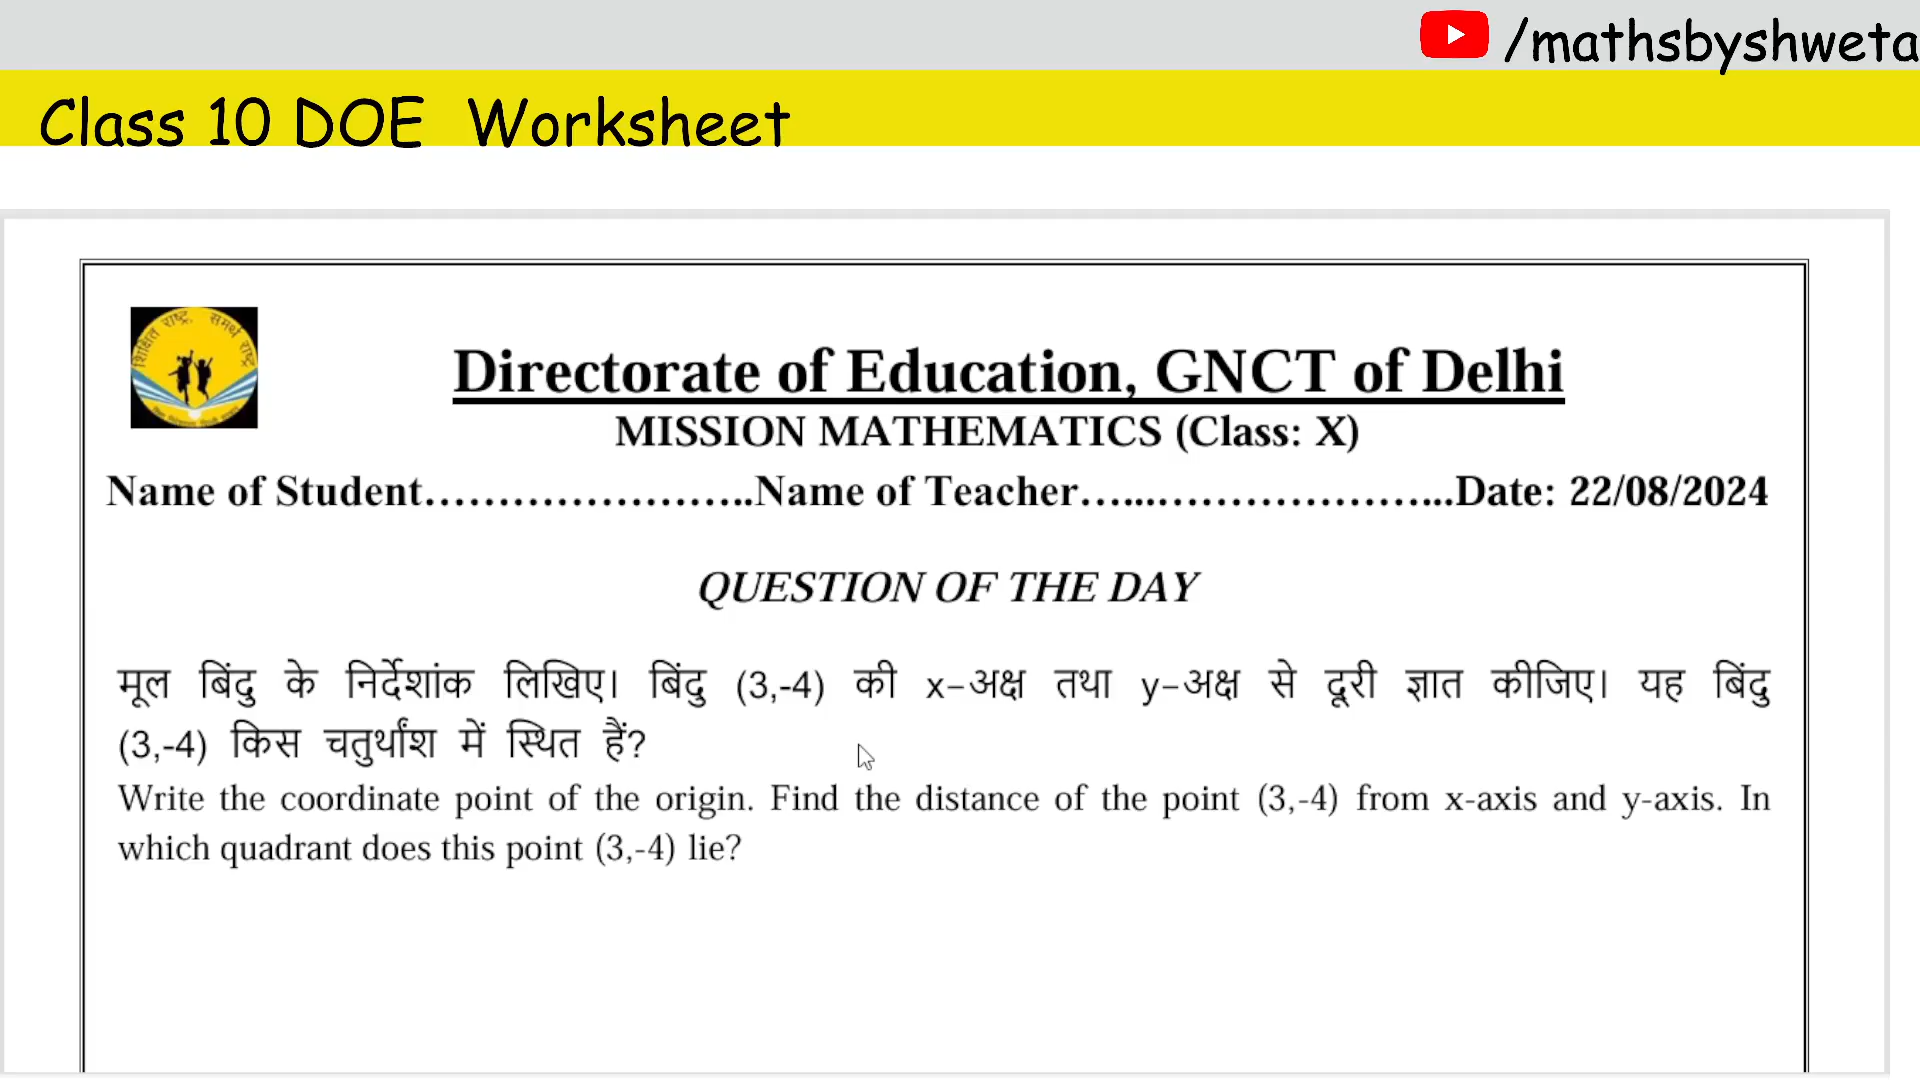 /mathsbyshweta
Class 10 DOE Worksheet
शिक्षित राष्ट्र, समर्थ राष्ट्र
Directorate of Education, GNCT of Delhi
MISSION MATHEMATICS (Class: X)
Name of Student…………………..Name of Teacher…...………………...Date: 22/08/2024
QUESTION OF THE DAY
मूल बिंदु के निर्देशांक लिखिए। बिंदु (3,-4) की x–अक्ष तथा y–अक्ष से दूरी ज्ञात कीजिए। यह बिंदु
(3,-4) किस चतुर्थांश में स्थित हैं?
Write the coordinate point of the origin. Find the distance of the point (3,-4) from x-axis and y-axis. In
which quadrant does this point (3,-4) lie?